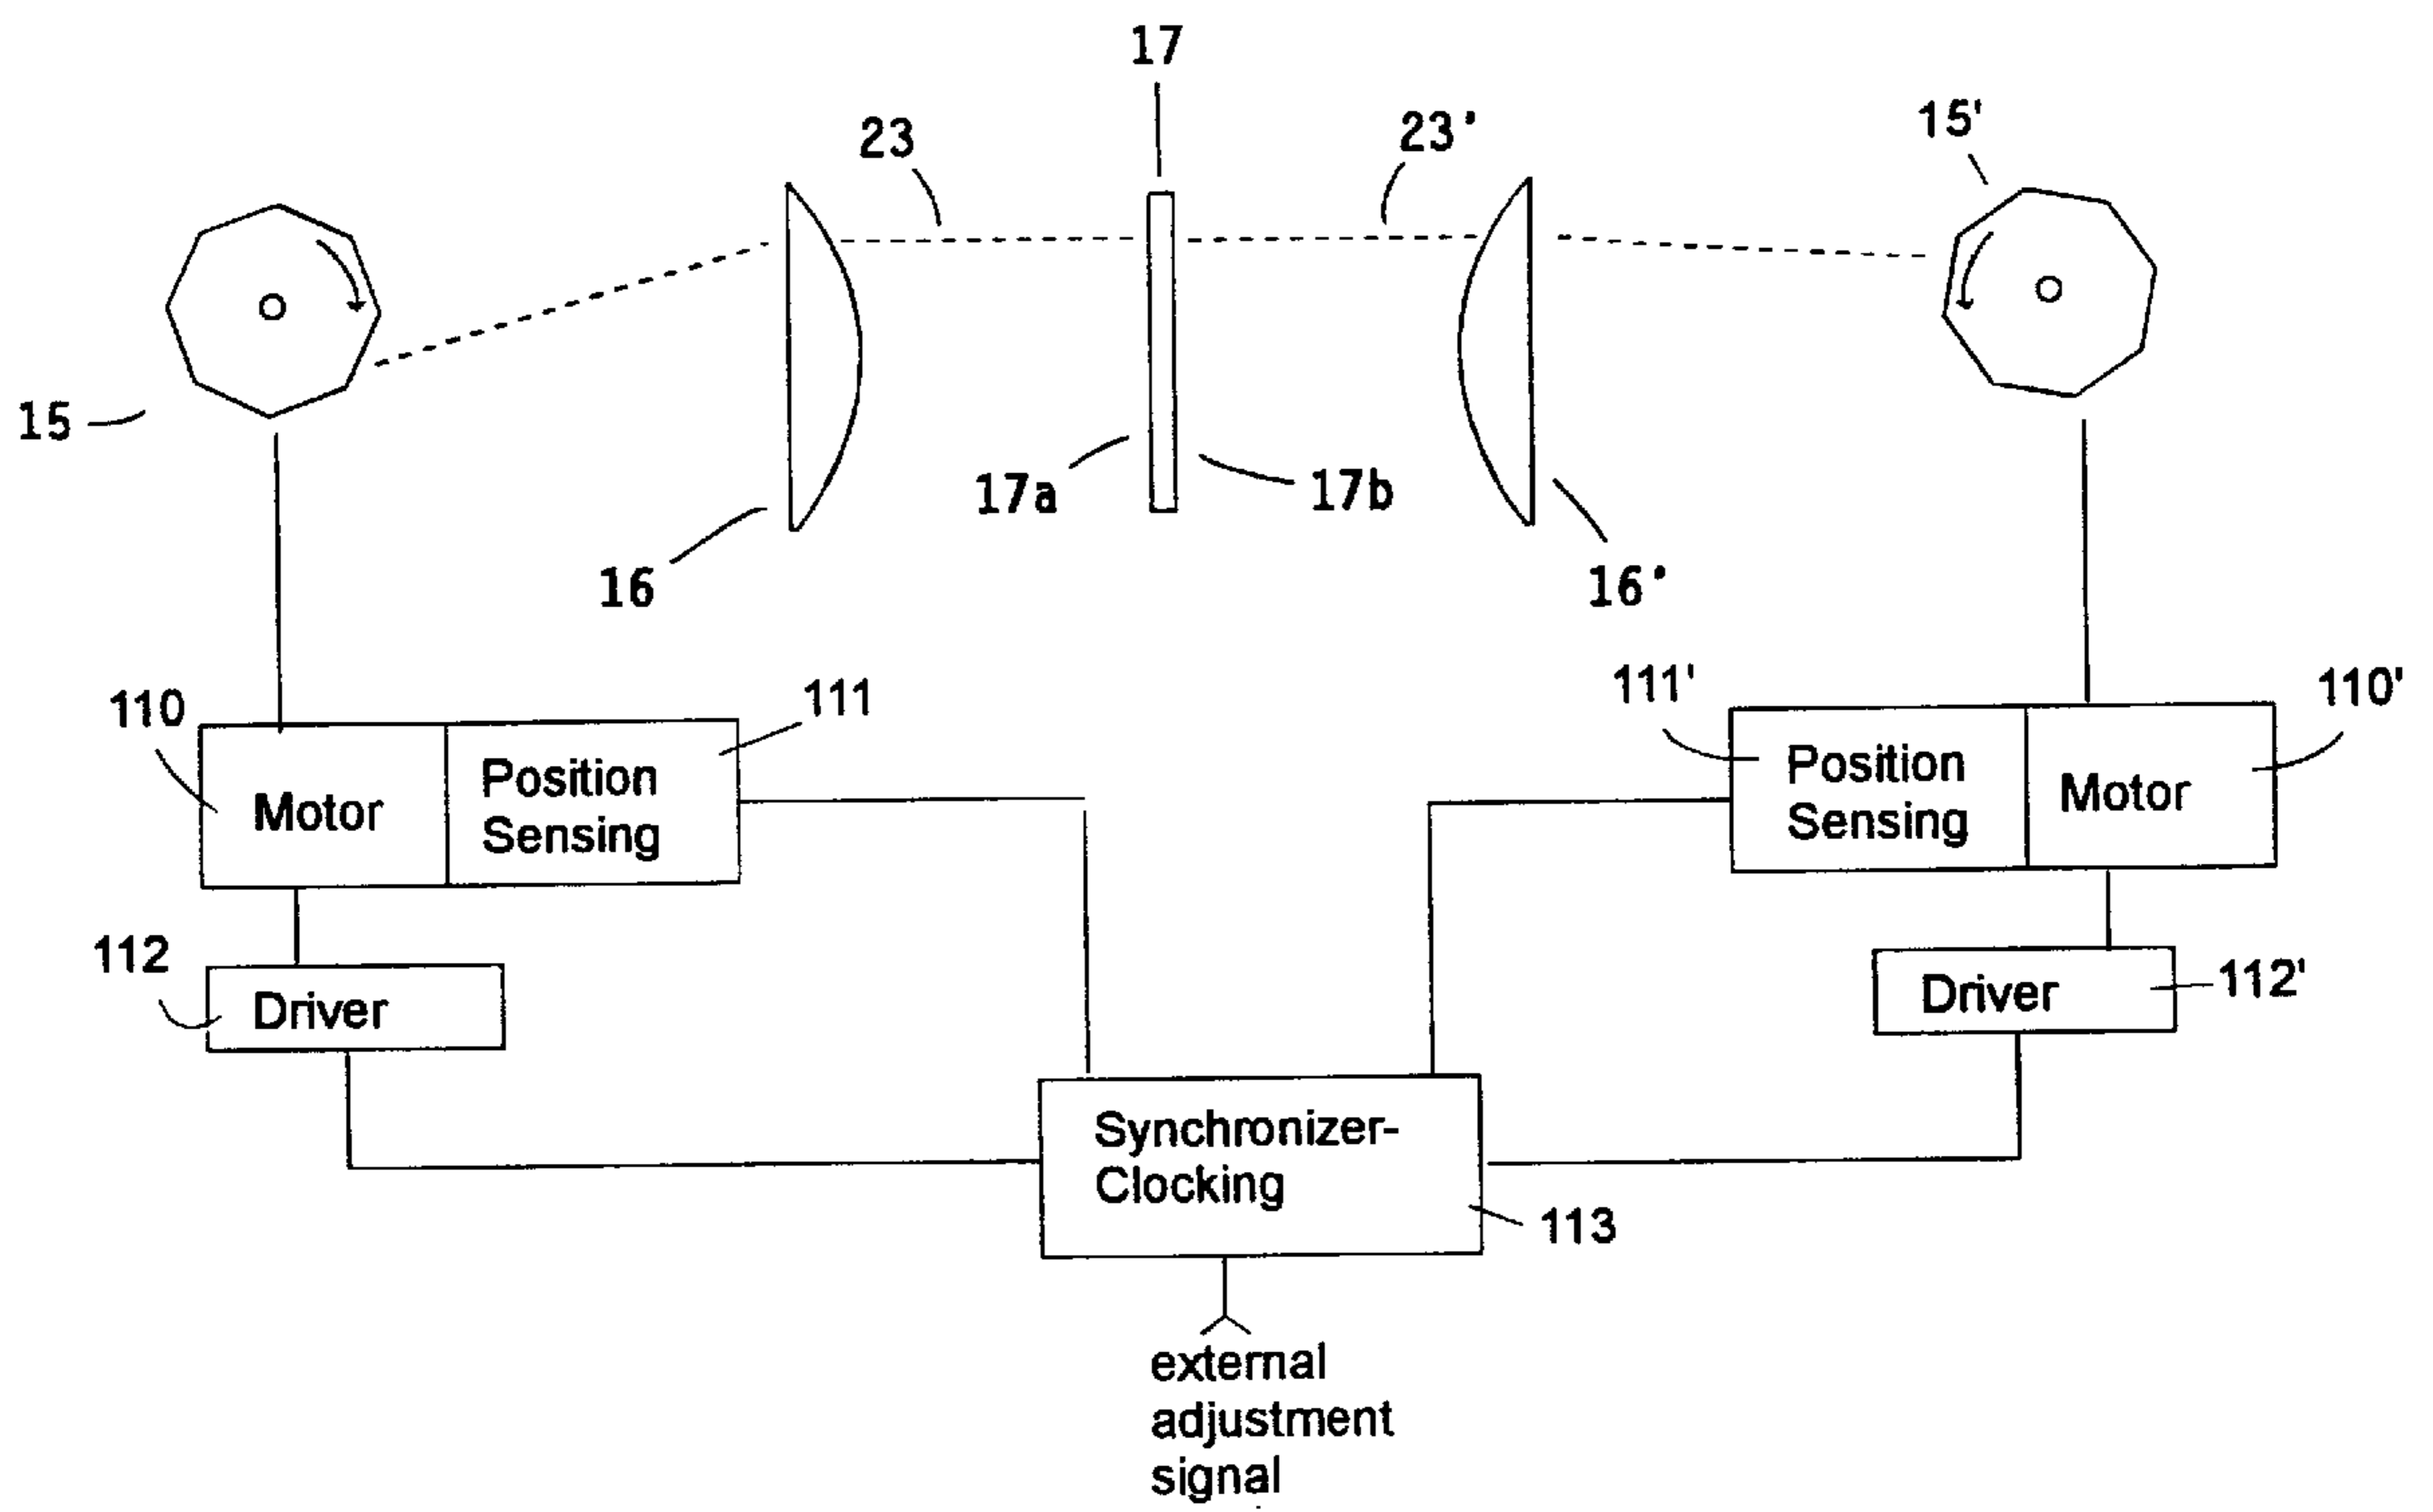 17
23
23'
15'
15
17a
17b
16
16'
110
111
111'
110'
Motor
Position
Sensing
Position
Sensing
Motor
112
Driver
Driver
112'
Synchronizer-
Clocking
113
external
adjustment
signal